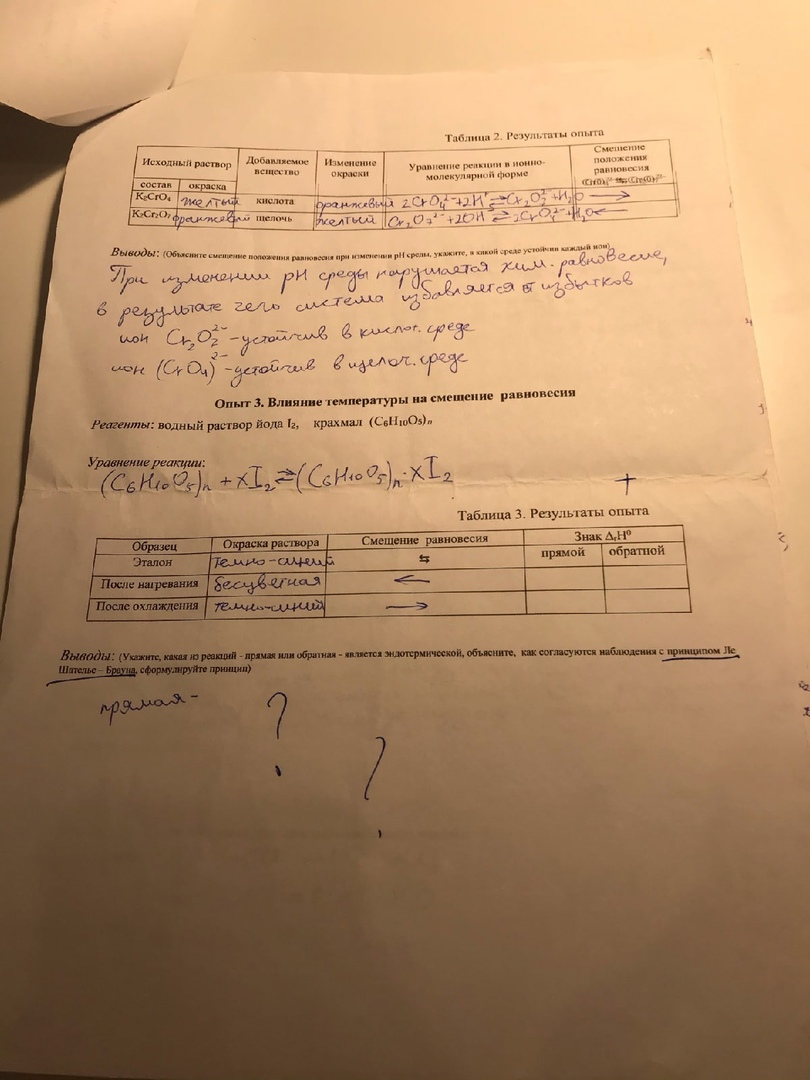 Таблица 2. Результаты опыта
Исходный раствор Добавляемое вещество Изменение окраски Уравнение реакции в ионно-молекулярной форме Смешение положения равновесия
состав окраска
K₂CrO₄ желтый кислота оранжевый 2CrO₄²⁻+2H⁺⇄Cr₂O₇²⁻+H₂O →
K₂Cr₂O₇ оранжевый щелочь желтый Cr₂O₇²⁻+2OH⁻⇄2CrO₄²⁻+H₂O ←
Выводы: (Объясните смещение положения равновесия при изменении pH среды, укажите, в какой среде устойчив каждый ион)
При изменении pH среды нарушается хим. равновесие,
в результате чего система избавляется от избытков
ион Cr₂O₇²⁻ - устойчив в кислот. среде
ион (CrO₄)²⁻ - устойчив в щелоч. среде
Опыт 3. Влияние температуры на смешение равновесия
Реагенты: водный раствор йода I₂, крахмал (C₆H₁₀O₅)ₙ
Уравнение реакции:
(C₆H₁₀O₅)ₙ + xI₂ ⇄ (C₆H₁₀O₅)ₙ·xI₂
+
Таблица 3. Результаты опыта
Образец Окраска раствора Смещение равновесия Знак ΔᵣH⁰
прямой обратной
Эталон темно-синий ⇆
После нагревания бесцветная ←
После охлаждения темно-синий →
Выводы: (Укажите, какая из реакций - прямая или обратная - является эндотермической, объясните, как согласуются наблюдения с принципом Ле
Шателье – Брауна, сформулируйте принцип)
прямая - ?
?